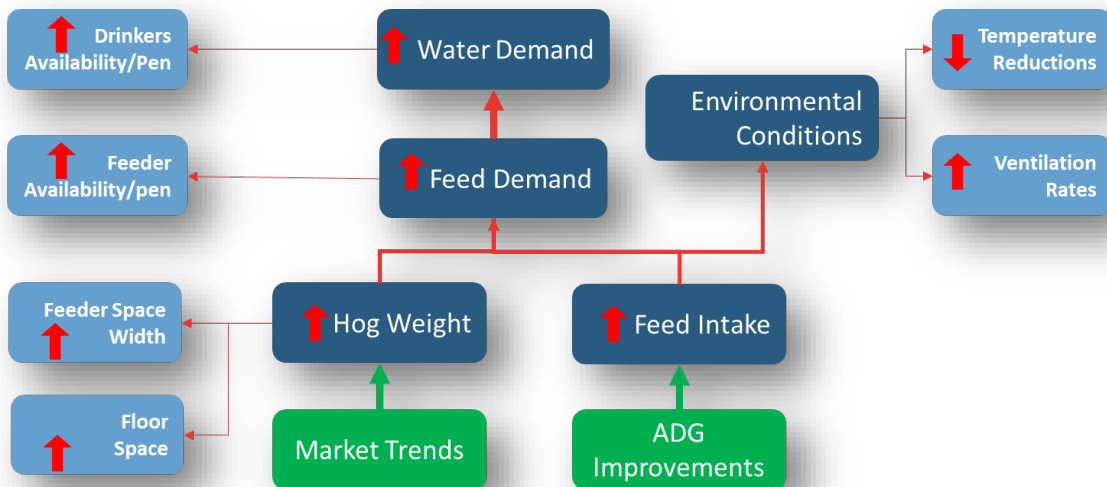 Drinkers
Availability/Pen
Water Demand
Temperature
Reductions
Environmental
Conditions
Feeder
Availability/pen
Feed Demand
Ventilation
Rates
Feeder Space
Width
Hog Weight
Feed Intake
Floor
Space
Market Trends
ADG
Improvements